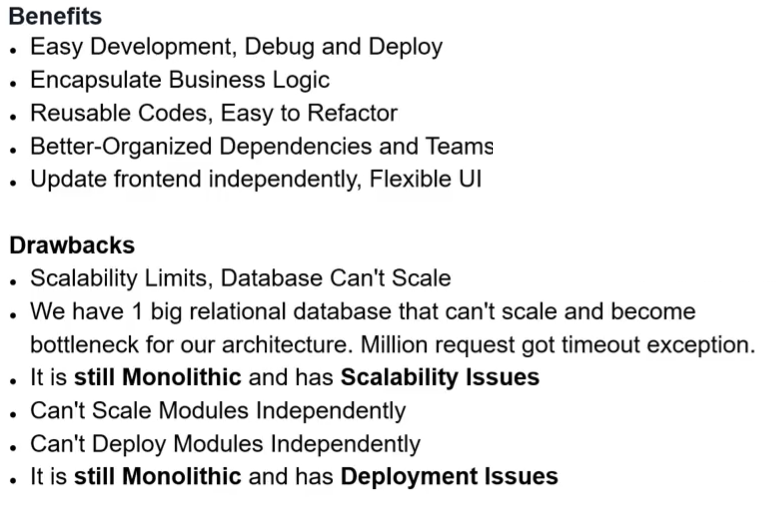 Benefits
• Easy Development, Debug and Deploy
• Encapsulate Business Logic
• Reusable Codes, Easy to Refactor
• Better-Organized Dependencies and Teams
• Update frontend independently, Flexible UI
Drawbacks
• Scalability Limits, Database Can't Scale
• We have 1 big relational database that can't scale and become
bottleneck for our architecture. Million request got timeout exception.
• It is still Monolithic and has Scalability Issues
• Can't Scale Modules Independently
• Can't Deploy Modules Independently
• It is still Monolithic and has Deployment Issues